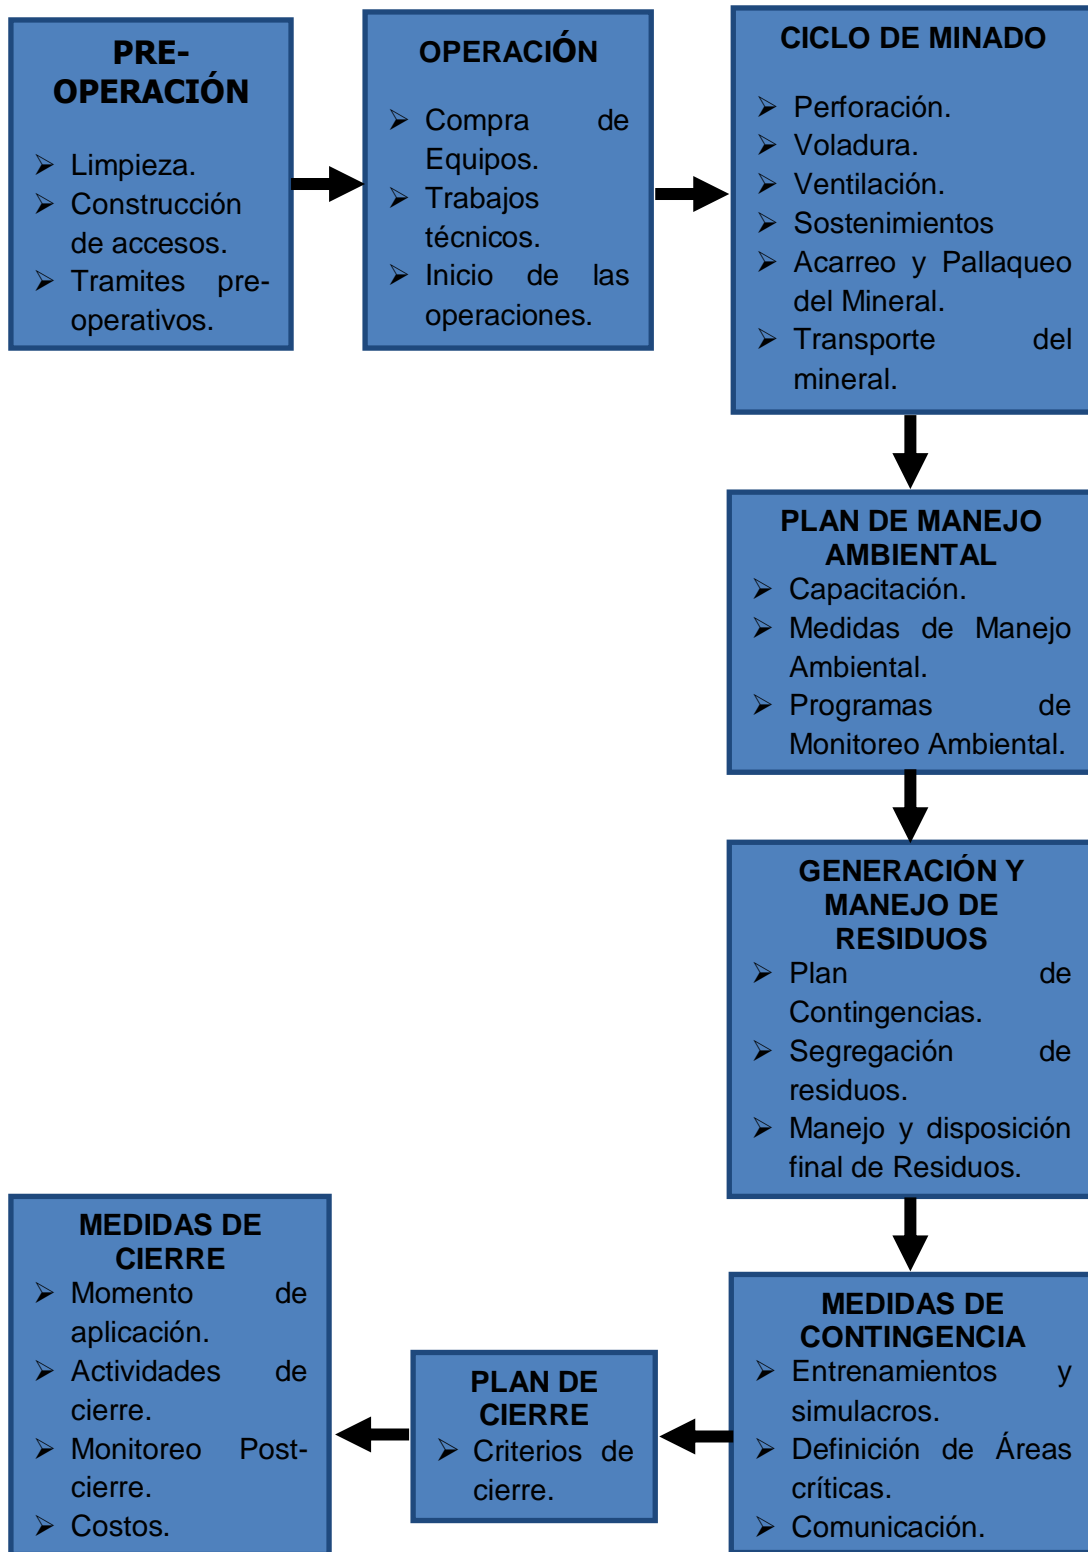 PRE-
OPERACIÓN
➢ Limpieza.
➢ Construcción
de accesos.
➢ Tramites pre-
operativos.
OPERACIÓN
➢ Compra de
Equipos.
➢ Trabajos
técnicos.
➢ Inicio de las
operaciones.
CICLO DE MINADO
➢ Perforación.
➢ Voladura.
➢ Ventilación.
➢ Sostenimientos
➢ Acarreo y Pallaqueo
del Mineral.
➢ Transporte del
mineral.
PLAN DE MANEJO
AMBIENTAL
➢ Capacitación.
➢ Medidas de Manejo
Ambiental.
➢ Programas de
Monitoreo Ambiental.
GENERACIÓN Y
MANEJO DE
RESIDUOS
➢ Plan de
Contingencias.
➢ Segregación de
residuos.
➢ Manejo y disposición
final de Residuos.
MEDIDAS DE
CONTINGENCIA
➢ Entrenamientos y
simulacros.
➢ Definición de Áreas
críticas.
➢ Comunicación.
PLAN DE
CIERRE
➢ Criterios de
cierre.
MEDIDAS DE
CIERRE
➢ Momento de
aplicación.
➢ Actividades de
cierre.
➢ Monitoreo Post-
cierre.
➢ Costos.